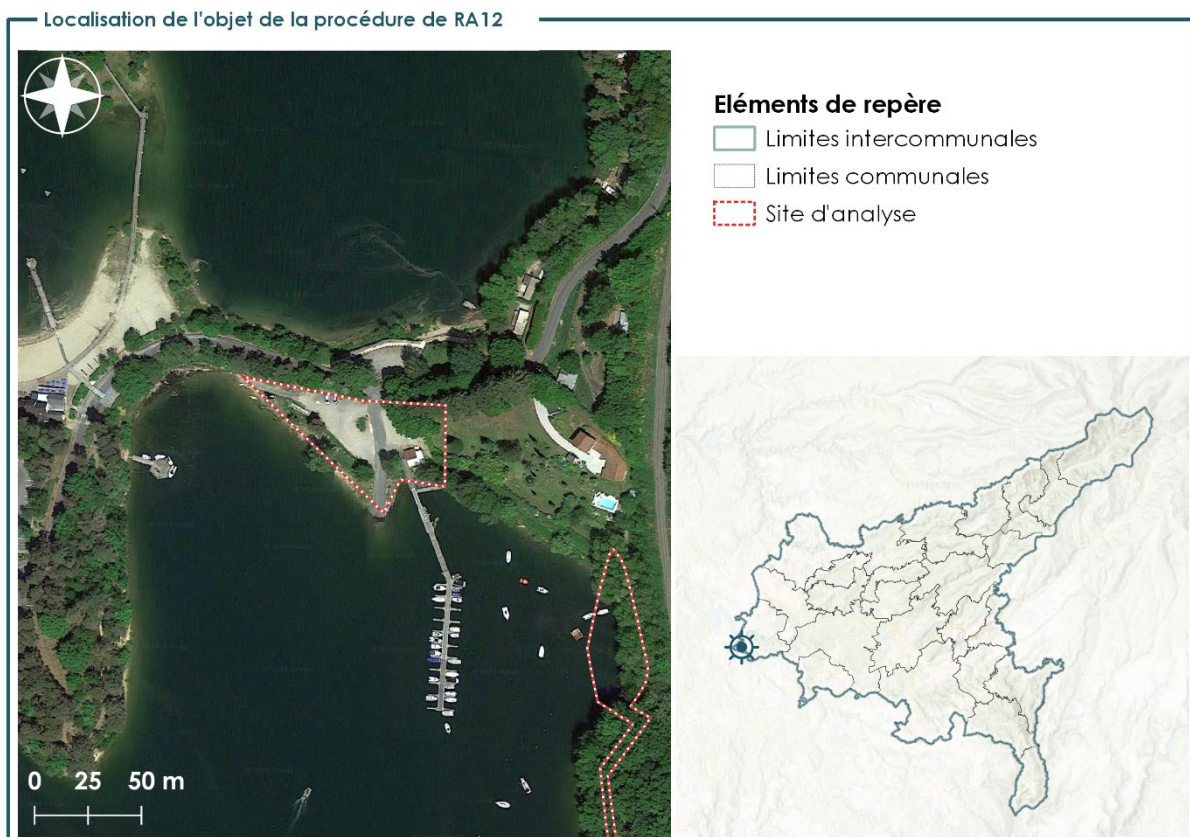 Localisation de l'objet de la procédure de RA12
Eléments de repère
Limites intercommunales
Limites communales
Site d'analyse
0 25 50 m